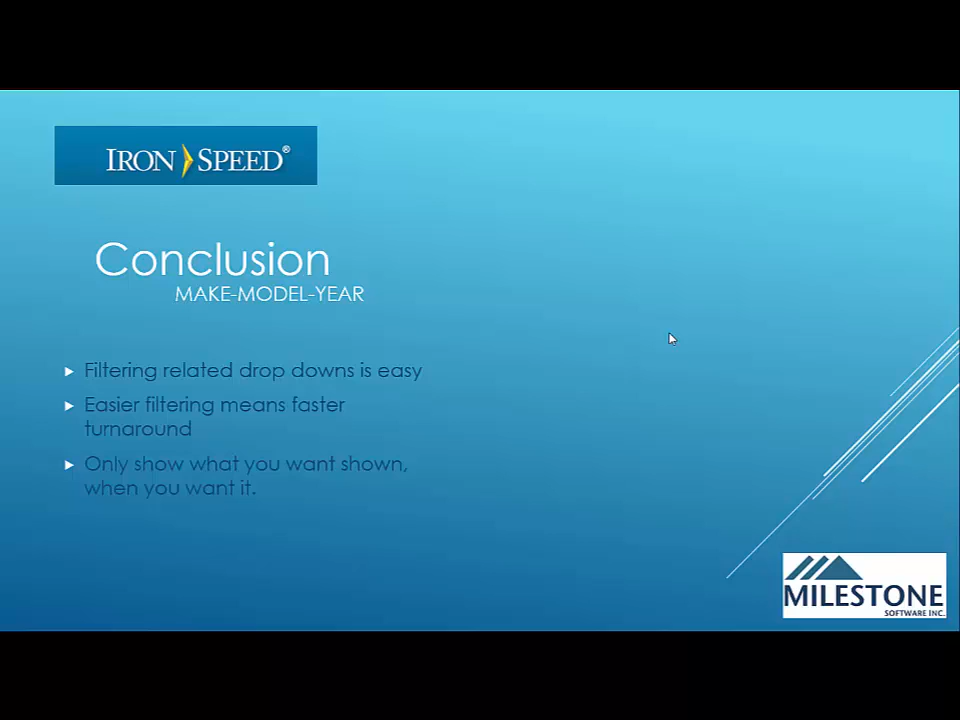 IRON SPEED®
Conclusion
MAKE-MODEL-YEAR
Filtering related drop downs is easy
Easier filtering means faster
turnaround
Only show what you want shown,
when you want it.
MILESTONE
SOFTWARE INC.